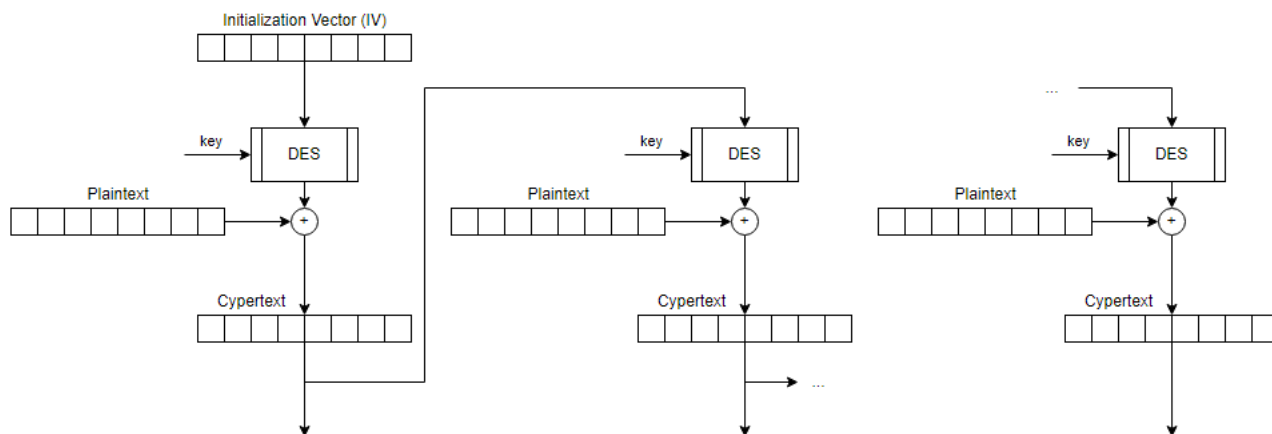 Initialization Vector (IV)
...
key
DES
key
DES
key
DES
Plaintext
+
Plaintext
+
Plaintext
+
Cypertext
Cypertext
Cypertext
...